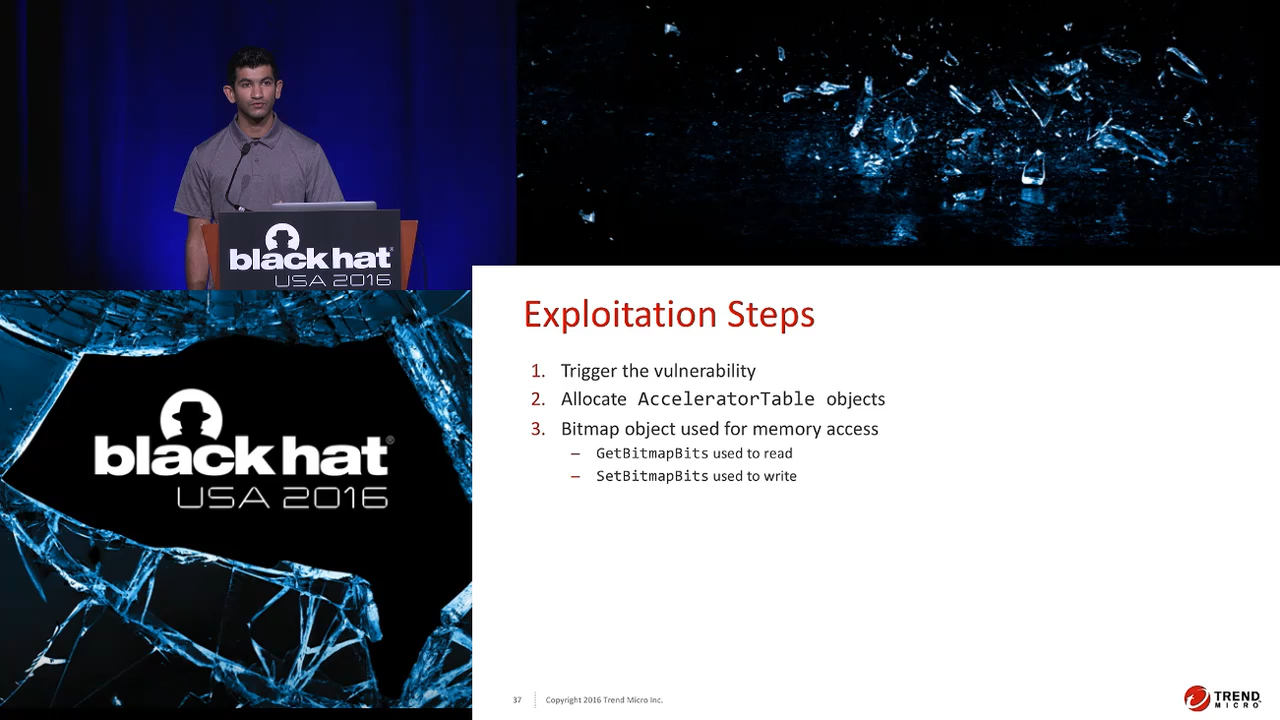 black hat®
USA 2016
black hat®
USA 2016
Exploitation Steps
1. Trigger the vulnerability
2. Allocate AcceleratorTable objects
3. Bitmap object used for memory access
– GetBitmapBits used to read
– SetBitmapBits used to write
37
Copyright 2016 Trend Micro Inc.
TREND
MICRO